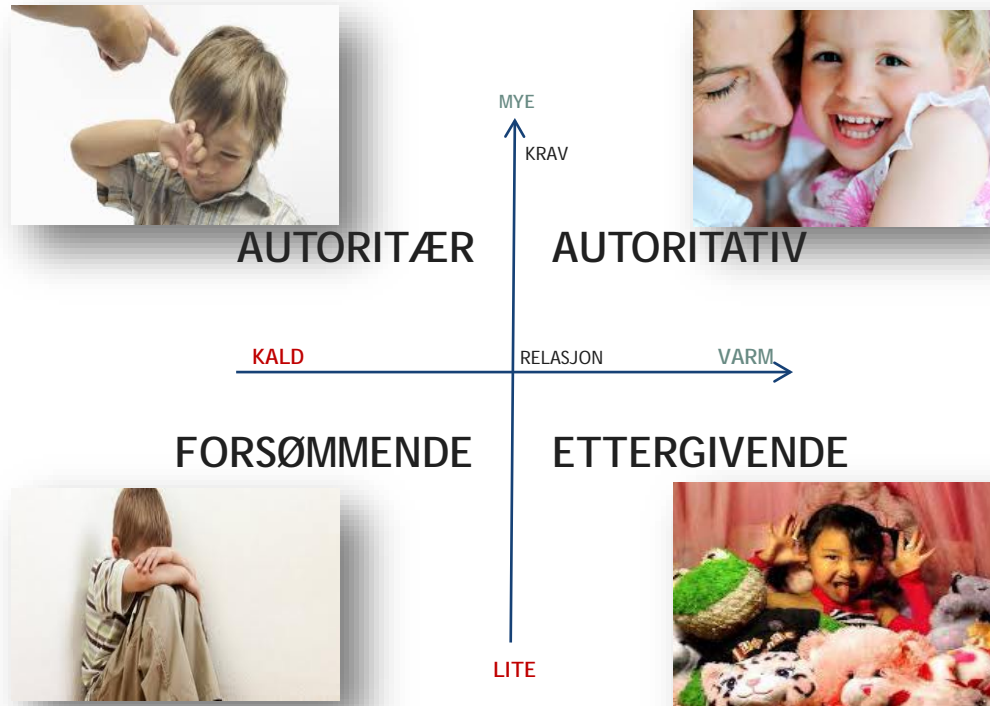 MYE
KRAV
AUTORITÆR
AUTORITATIV
KALD
RELASJON
VARM
FORSØMMENDE
ETTERGIVENDE
LITE